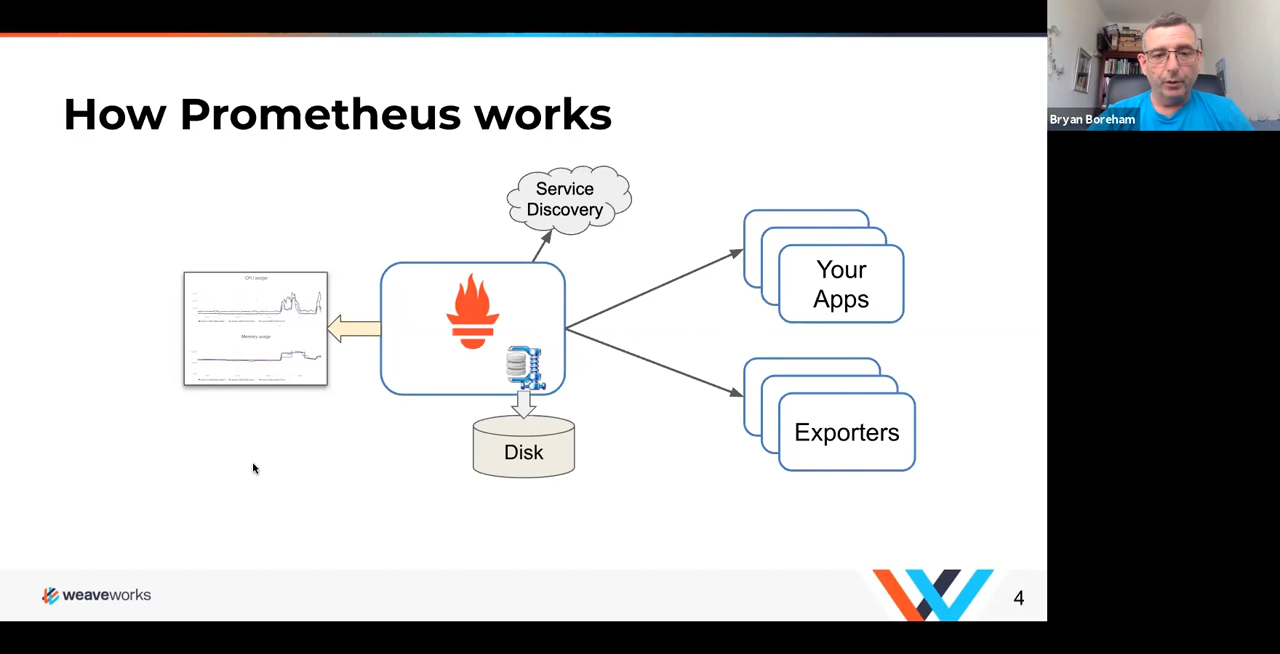 How Prometheus works
Bryan Boreham
Service
Discovery
CPU usage
Memory usage
Your
Apps
Disk
Exporters
weaveworks
4